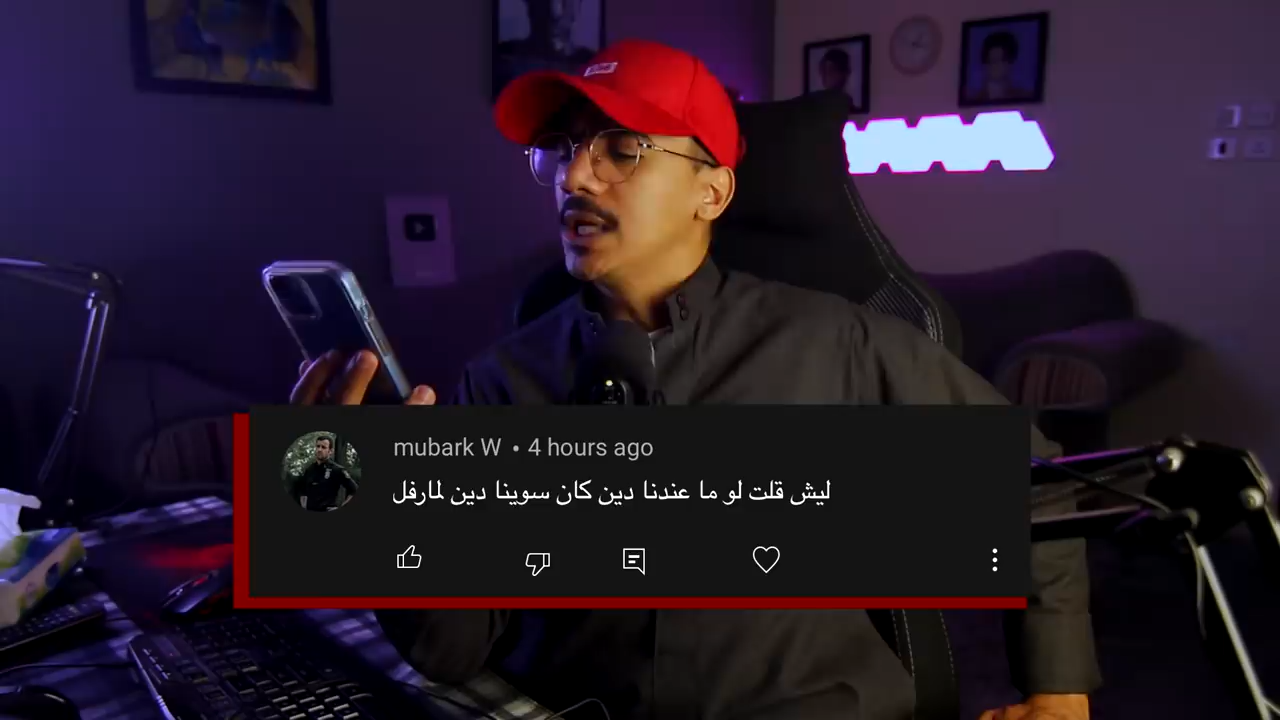 mubark W • 4 hours ago
ليش قلت لو ما عندنا دين كان سوينا دين لمارفل